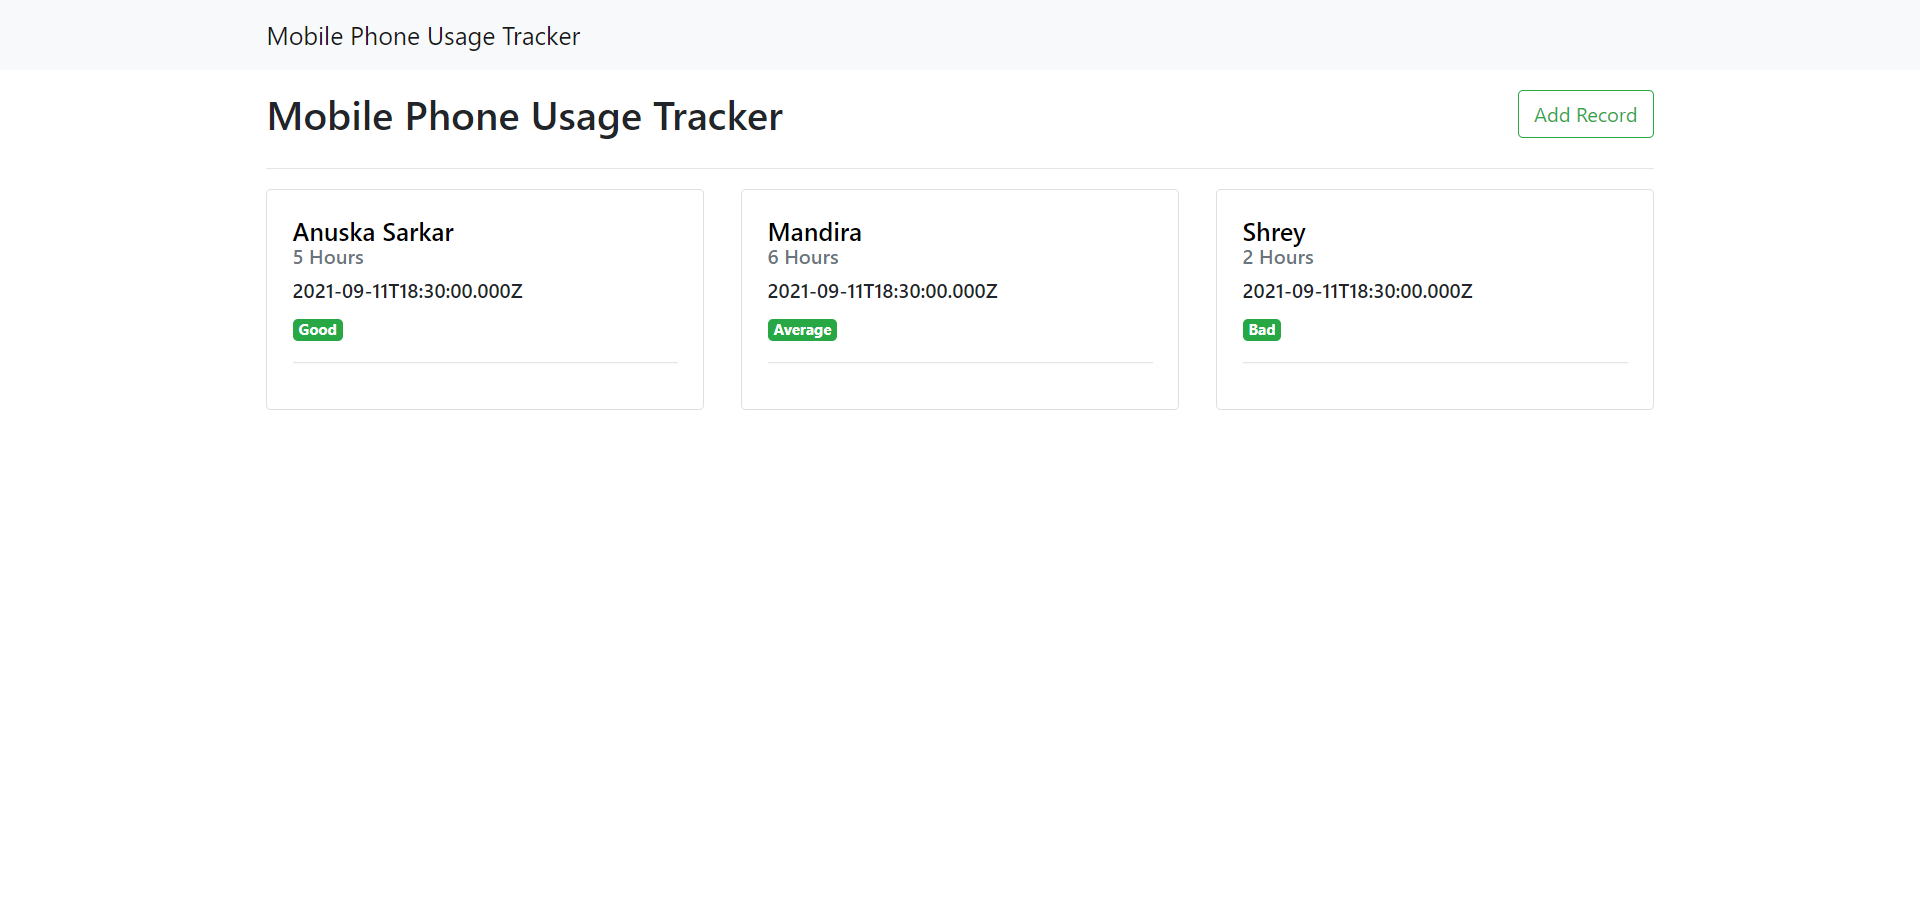 Mobile Phone Usage Tracker
Mobile Phone Usage Tracker
Add Record
Anuska Sarkar
5 Hours
2021-09-11T18:30:00.000Z
Good
Mandira
6 Hours
2021-09-11T18:30:00.000Z
Average
Shrey
2 Hours
2021-09-11T18:30:00.000Z
Bad